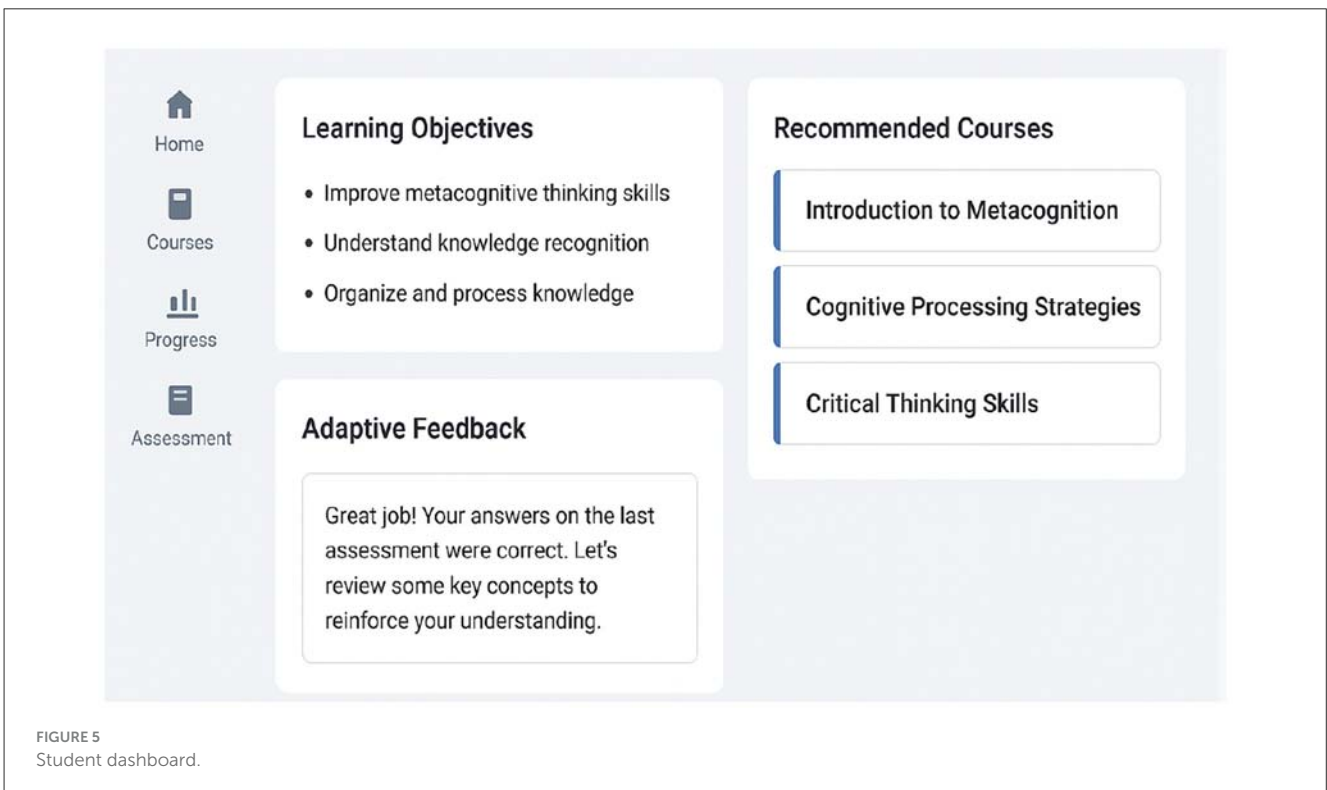 Home
Courses
Progress
Assessment
Learning Objectives
• Improve metacognitive thinking skills
• Understand knowledge recognition
• Organize and process knowledge
Adaptive Feedback
Great job! Your answers on the last
assessment were correct. Let's
review some key concepts to
reinforce your understanding.
Recommended Courses
Introduction to Metacognition
Cognitive Processing Strategies
Critical Thinking Skills
FIGURE 5
Student dashboard.